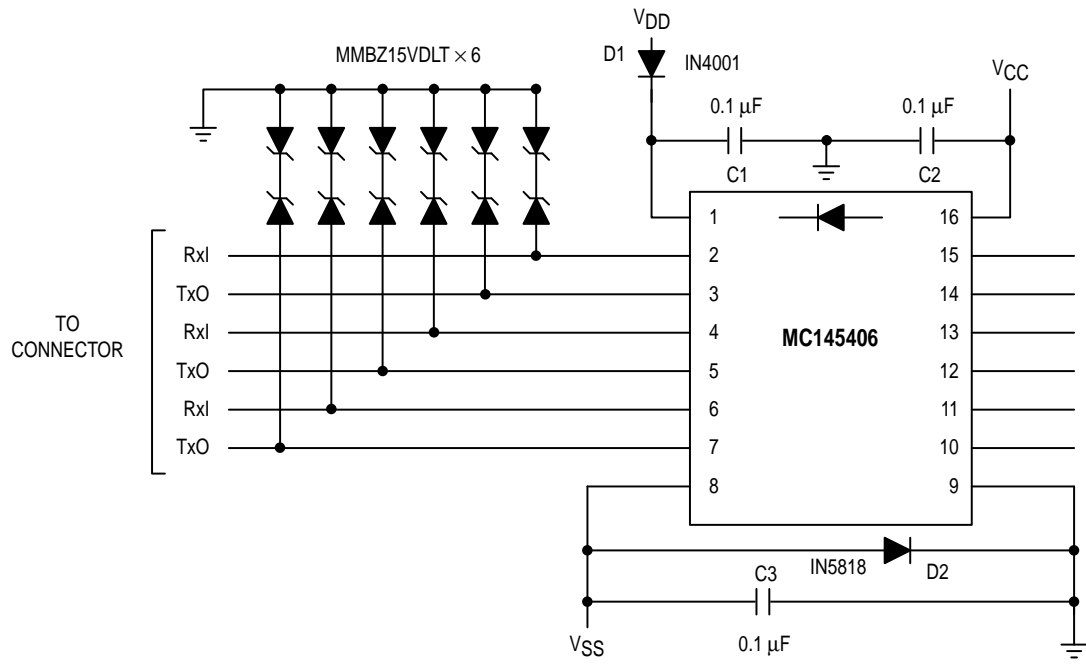 VDD
MMBZ15VDLT × 6
D1
IN4001
VCC
0.1 µF
0.1 µF
C1
C2
1
16
RxI
2
15
TxO
3
14
TO
CONNECTOR
RxI
4
MC145406
13
TxO
5
12
RxI
6
11
TxO
7
10
8
9
IN5818
D2
C3
VSS
0.1 µF